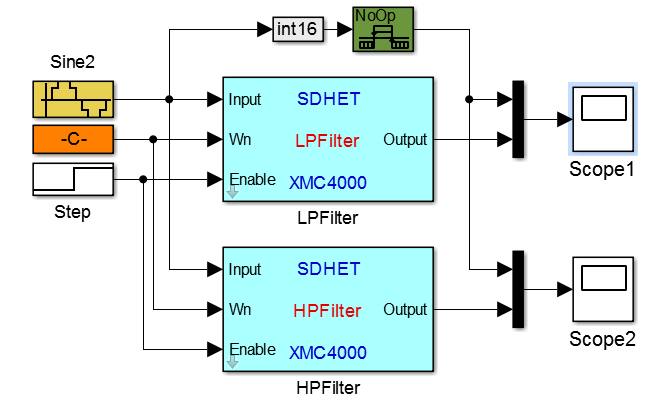 NoOp
int16
Sine2
Input
SDHET
-C-
Wn
LPFilter
Output
Enable
XMC4000
Scope1
Step
LPFilter
Input
SDHET
Wn
HPFilter
Output
Enable
XMC4000
Scope2
HPFilter